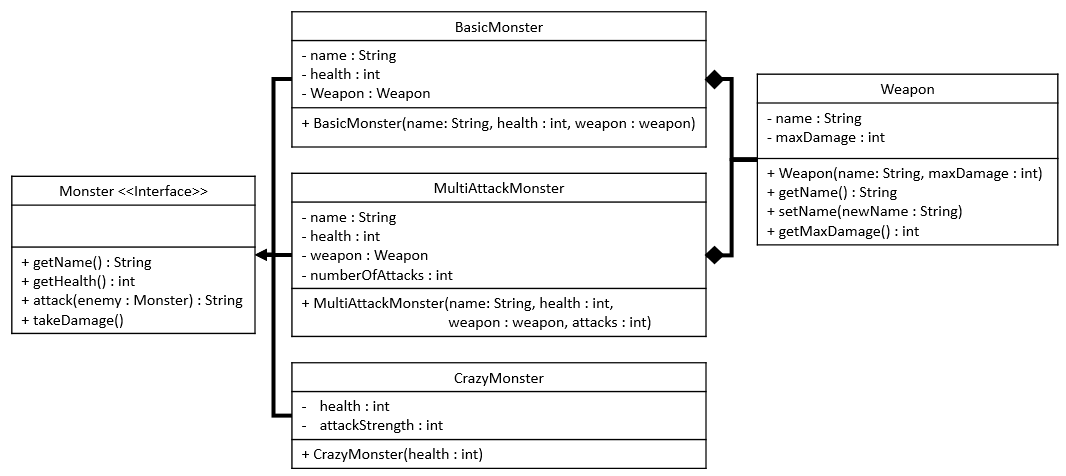 BasicMonster
- name : String
- health : int
- Weapon : Weapon
+ BasicMonster(name: String, health : int, weapon : weapon)
Monster <<Interface>>
+ getName() : String
+ getHealth() : int
+ attack(enemy : Monster) : String
+ takeDamage()
MultiAttackMonster
- name : String
- health : int
- weapon : Weapon
- numberOfAttacks : int
+ MultiAttackMonster(name: String, health : int,
weapon : weapon, attacks : int)
CrazyMonster
- health : int
- attackStrength : int
+ CrazyMonster(health : int)
Weapon
- name : String
- maxDamage : int
+ Weapon(name: String, maxDamage : int)
+ getName() : String
+ setName(newName : String)
+ getMaxDamage() : int